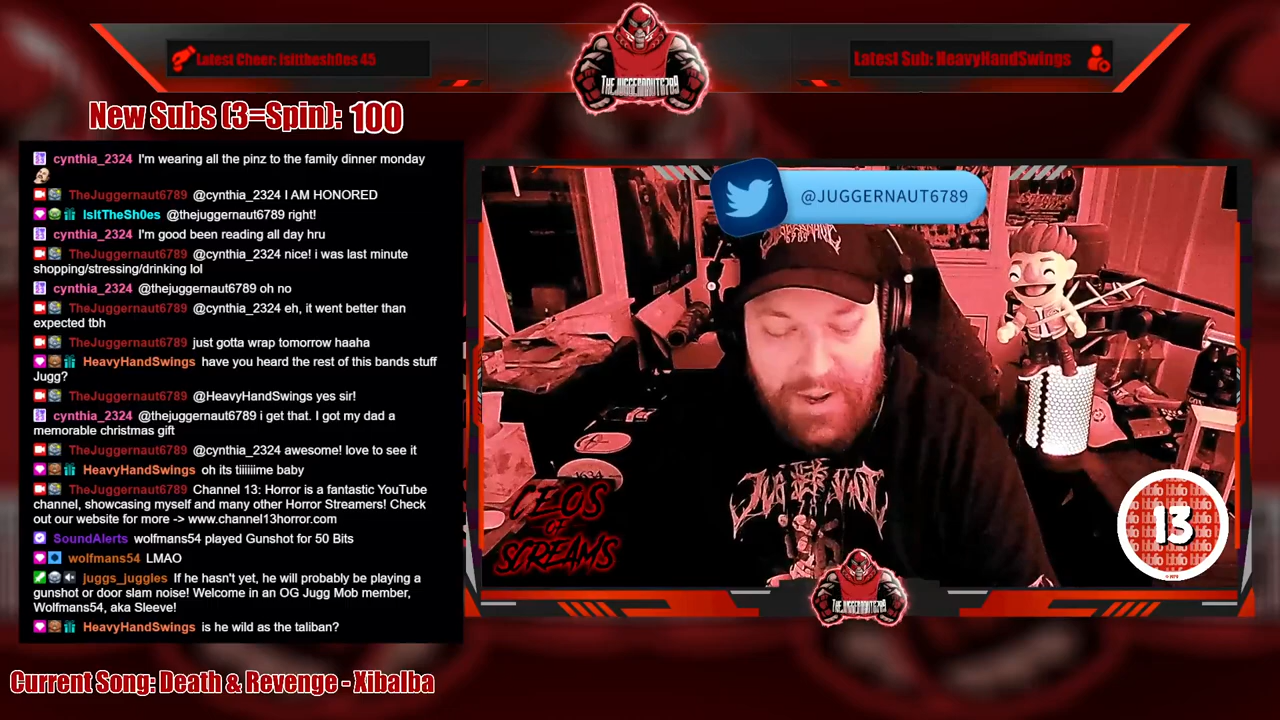 Latest Cheer: IsIttheSh0es 45
THEJUGGERNAUT6789
Latest Sub: HeavyHandSwings
New Subs (3=Spin): 100
cynthia_2324 I'm wearing all the pinz to the family dinner monday
TheJuggernaut6789 @cynthia_2324 I AM HONORED
IsItTheSh0es @thejuggernaut6789 right!
cynthia_2324 I'm good been reading all day hru
TheJuggernaut6789 @cynthia_2324 nice! i was last minute
shopping/stressing/drinking lol
cynthia_2324 @thejuggernaut6789 oh no
TheJuggernaut6789 @cynthia_2324 eh, it went better than
expected tbh
TheJuggernaut6789 just gotta wrap tomorrow haaha
HeavyHandSwings have you heard the rest of this bands stuff
Jugg?
TheJuggernaut6789 @HeavyHandSwings yes sir!
cynthia_2324 @thejuggernaut6789 i get that. I got my dad a
memorable christmas gift
TheJuggernaut6789 @cynthia_2324 awesome! love to see it
HeavyHandSwings oh its tiiiiiime baby
TheJuggernaut6789 Channel 13: Horror is a fantastic YouTube
channel, showcasing myself and many other Horror Streamers! Check
out our website for more -> www.channel13horror.com
SoundAlerts wolfmans54 played Gunshot for 50 Bits
wolfmans54 LMAO
juggs_juggles If he hasn't yet, he will probably be playing a
gunshot or door slam noise! Welcome in an OG Jugg Mob member,
Wolfmans54, aka Sleeve!
HeavyHandSwings is he wild as the taliban?
@JUGGERNAUT6789
CEOS
OF
SCREAMS
13
THEJUGGERNAUT6789
Current Song: Death & Revenge - Xibalba